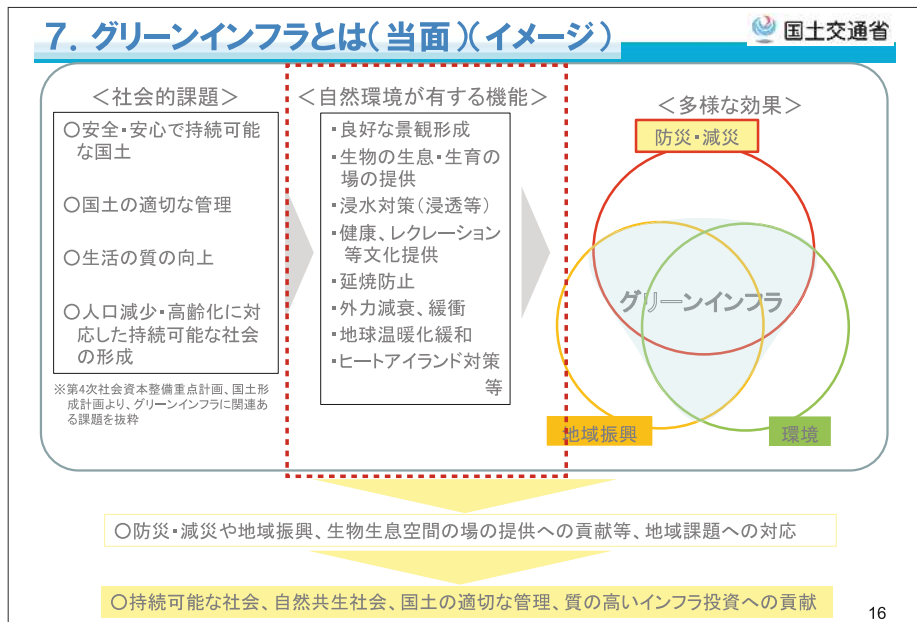 7. グリーンインフラとは(当面)(イメージ)
国土交通省
＜社会的課題＞
○安全・安心で持続可能
な国土
○国土の適切な管理
○生活の質の向上
○人口減少・高齢化に対
応した持続可能な社会
の形成
※第4次社会資本整備重点計画、国土形
成計画より、グリーンインフラに関連あ
る課題を抜粋
＜自然環境が有する機能＞
・良好な景観形成
・生物の生息・生育の
場の提供
・浸水対策(浸透等)
・健康、レクレーション
等文化提供
・延焼防止
・外力減衰、緩衝
・地球温暖化緩和
・ヒートアイランド対策
等
＜多様な効果＞
防災・減災
グリーンインフラ
地域振興
環境
○防災・減災や地域振興、生物生息空間の場の提供への貢献等、地域課題への対応
○持続可能な社会、自然共生社会、国土の適切な管理、質の高いインフラ投資への貢献
16